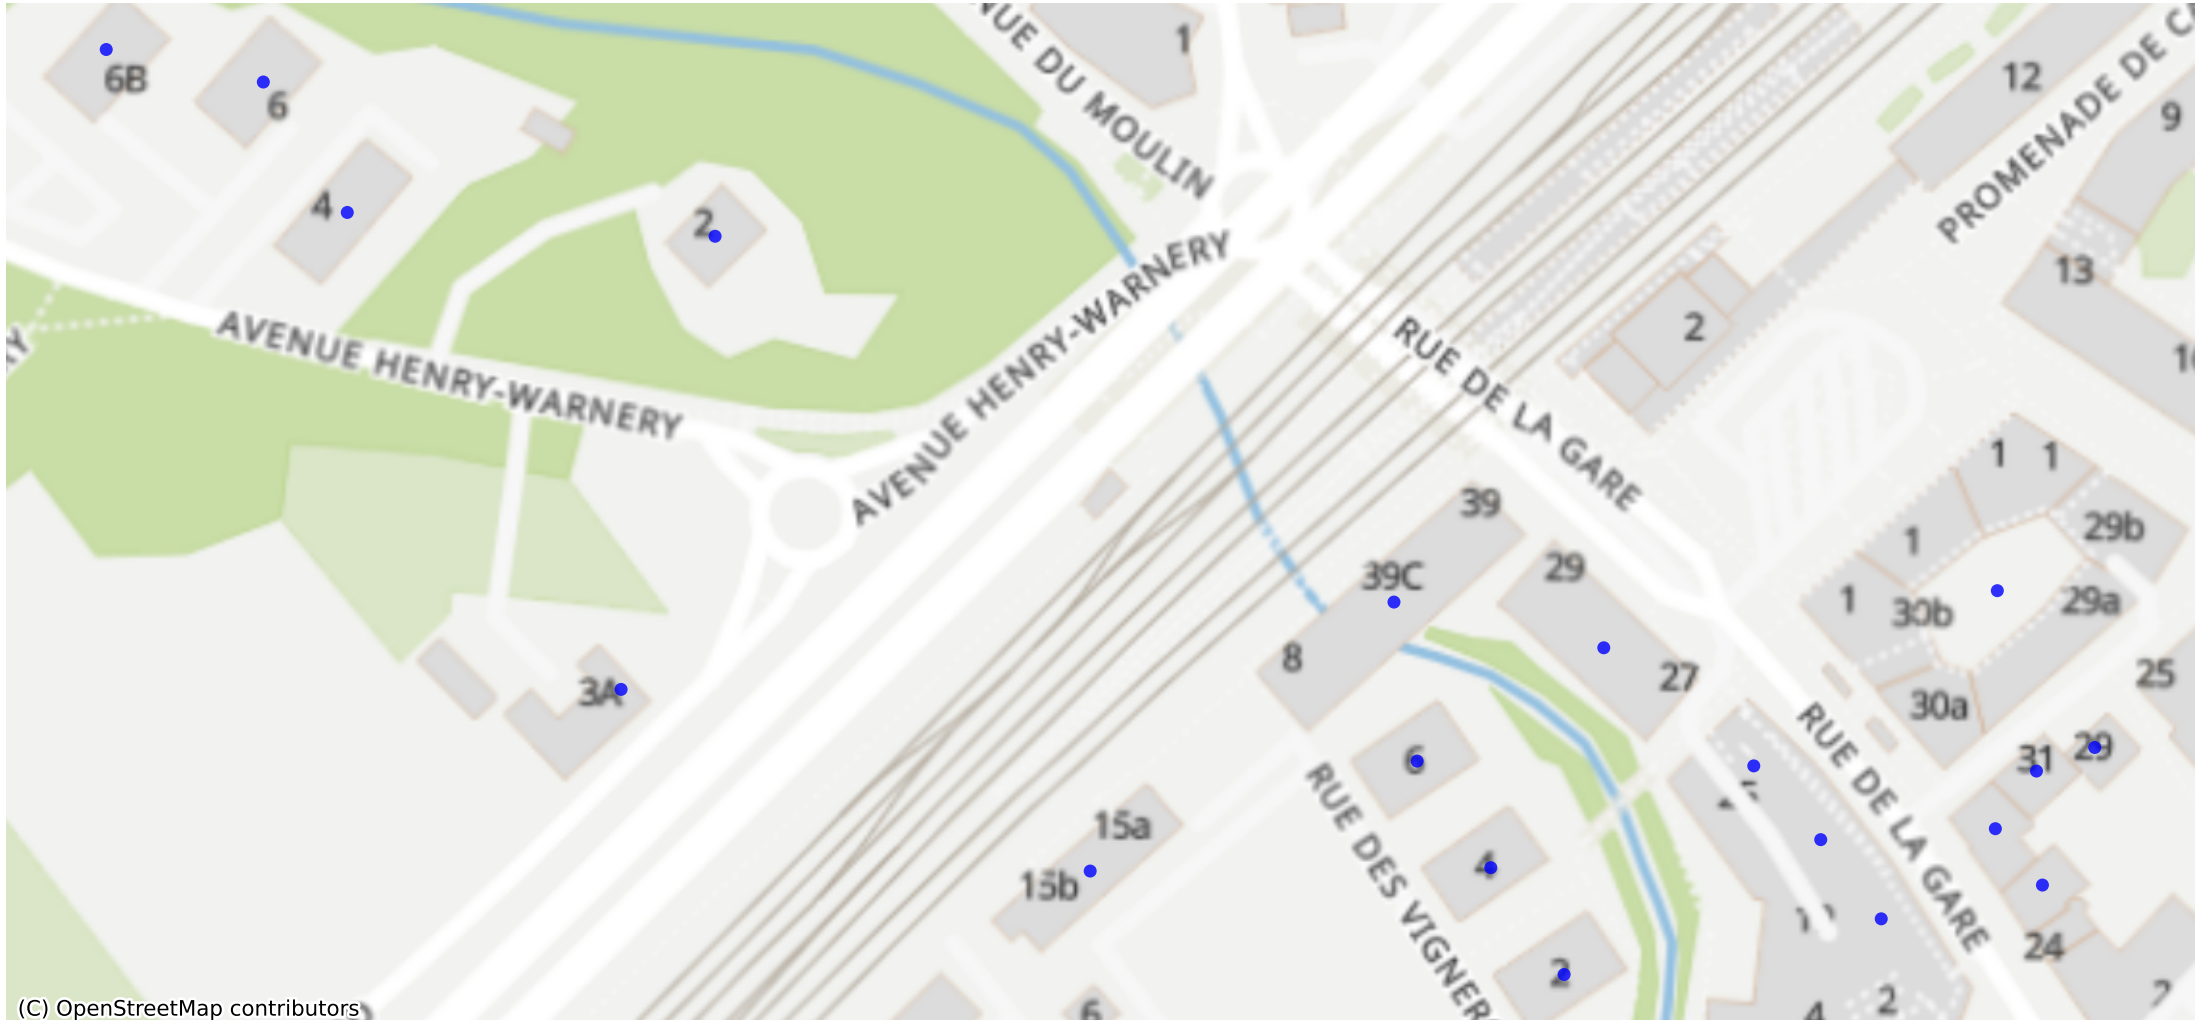 6B
6
4
2
AVENUE HENRY-WARNERY
AVENUE HENRY-WARNERY
DU MOULIN
1
12
PROMENADE DE
9
13
2
RUE DE LA GARE
39
39C
8
29
27
1
1
1
1
29b
29a
30b
30a
25
31
29
24
RUE DE LA GARE
3A
15a
15b
6
6
4
2
RUE DES
2
4
(C) OpenStreetMap contributors